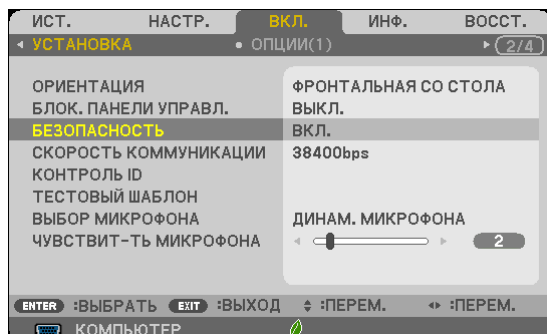 ИСТ. НАСТР. ВКЛ. ИНФ. ВОССТ.
УСТАНОВКА ОПЦИИ(1) 2/4
ОРИЕНТАЦИЯ ФРОНТАЛЬНАЯ СО СТОЛА
БЛОК. ПАНЕЛИ УПРАВЛ. ВЫКЛ.
БЕЗОПАСНОСТЬ ВКЛ.
СКОРОСТЬ КОММУНИКАЦИИ 38400bps
КОНТРОЛЬ ID
ТЕСТОВЫЙ ШАБЛОН
ВЫБОР МИКРОФОНА ДИНАМ. МИКРОФОНА
ЧУВСТВИТ-ТЬ МИКРОФОНА 2
ENTER :ВЫБРАТЬ EXIT :ВЫХОД :ПЕРЕМ. :ПЕРЕМ.
КОМПЬЮТЕР